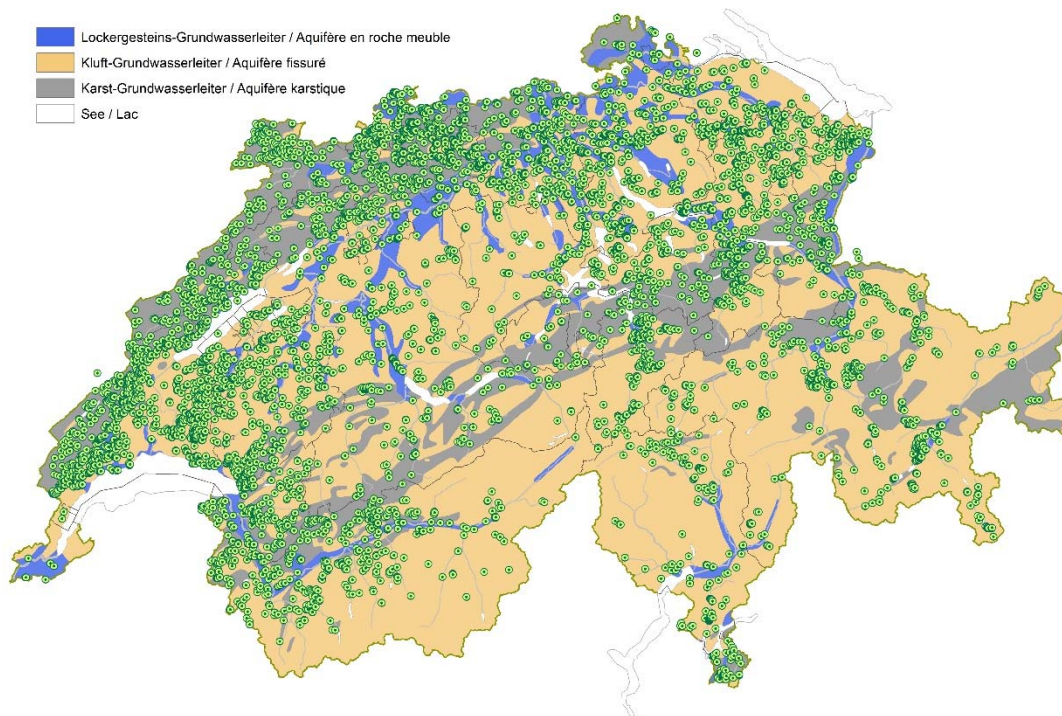 Lockergesteins-Grundwasserleiter / Aquifère en roche meuble
Kluft-Grundwasserleiter / Aquifère fissuré
Karst-Grundwasserleiter / Aquifère karstique
See / Lac